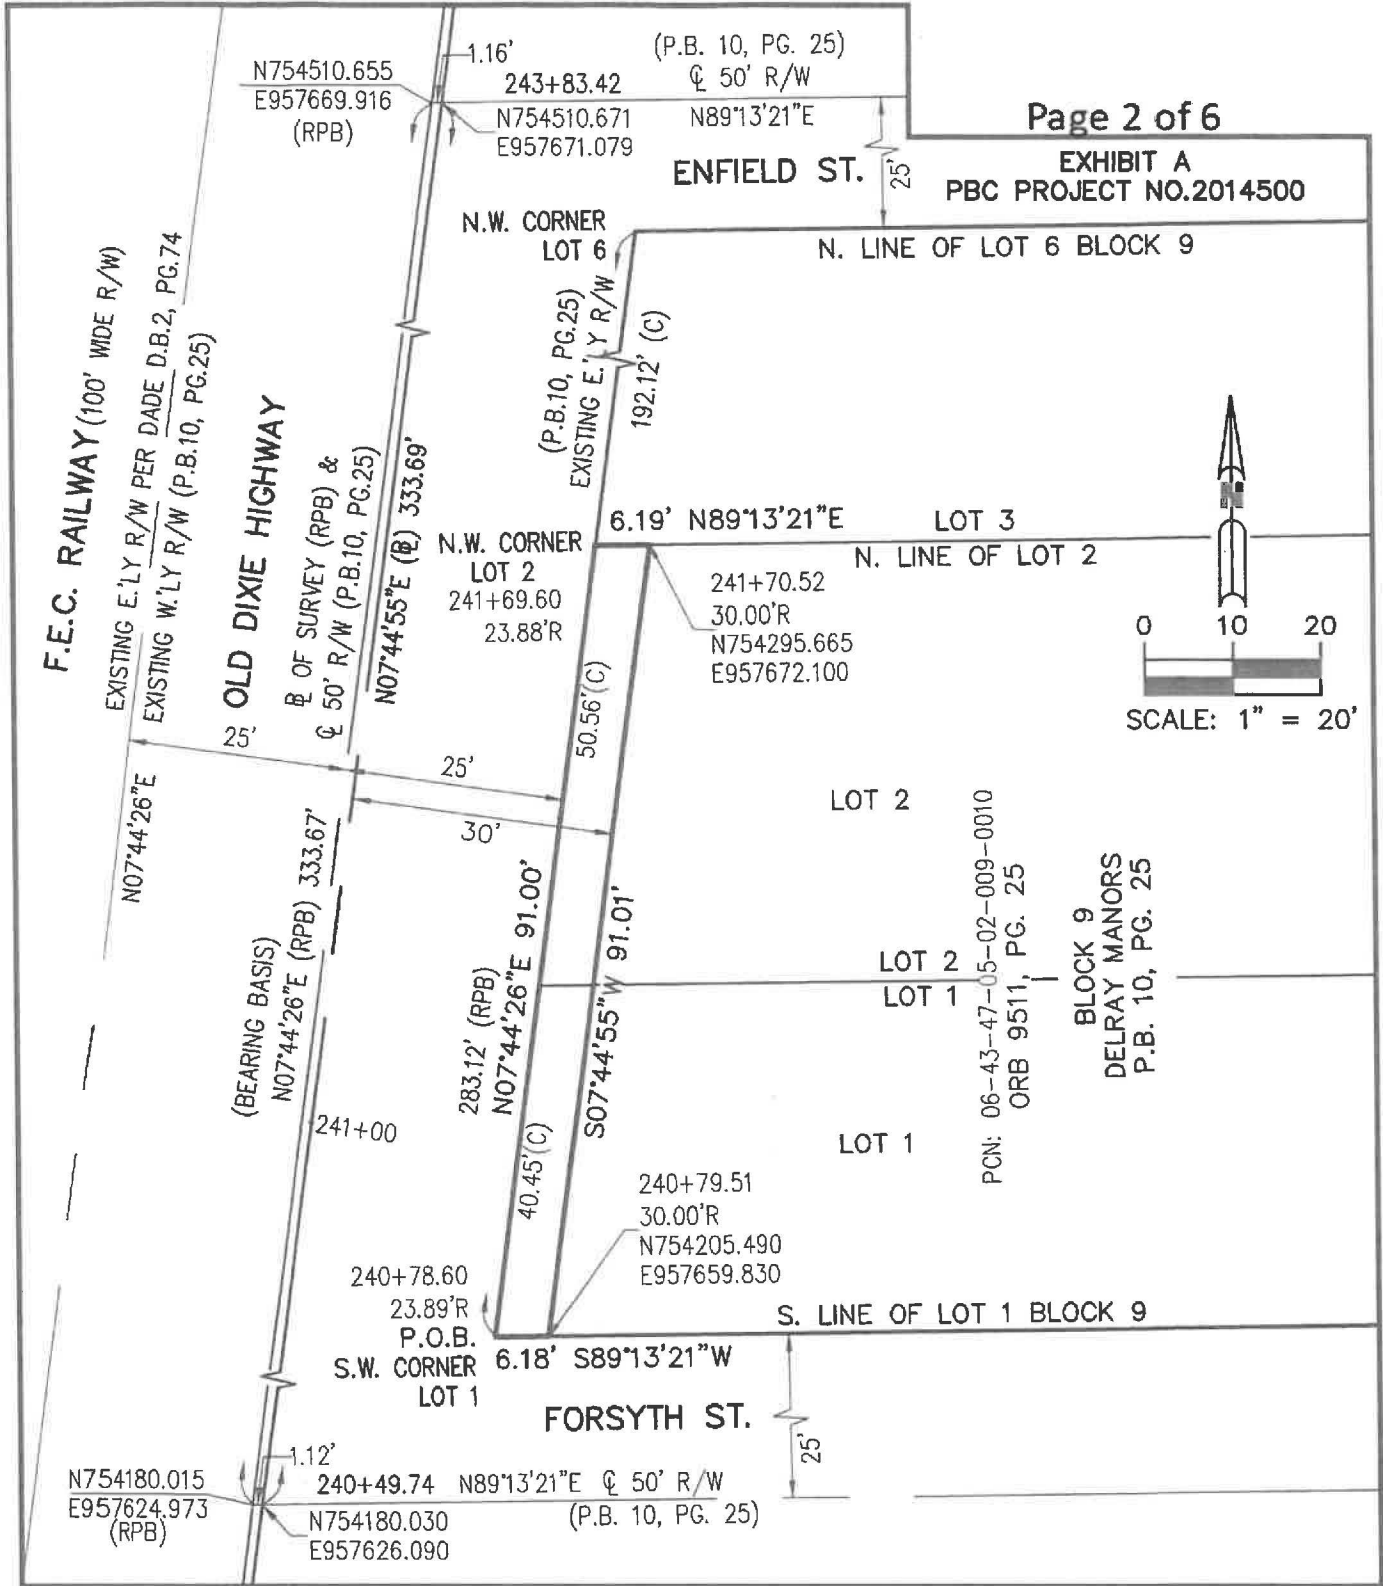 (P.B. 10, PG. 25)
℄ 50' R/W
1.16'
243+83.42
N89°13'21"E
N754510.655
E957669.916
(RPB)
N754510.671
E957671.079
ENFIELD ST.
25'
Page 2 of 6
EXHIBIT A
PBC PROJECT NO.2014500
N.W. CORNER
LOT 6
N. LINE OF LOT 6 BLOCK 9
F.E.C. RAILWAY (100' WIDE R/W)
EXISTING E.'LY R/W PER DADE D.B.2, PG.74
EXISTING W.'LY R/W (P.B.10, PG.25)
OLD DIXIE HIGHWAY
OF SURVEY (RPB) &
℄ 50' R/W (P.B.10, PG.25)
N07°44'55"E (BL) 333.69'
(P.B.10, PG.25)
EXISTING E.'LY R/W
192.12' (C)
6.19' N89°13'21"E
LOT 3
N. LINE OF LOT 2
N.W. CORNER
LOT 2
241+69.60
23.88'R
241+70.52
30.00'R
N754295.665
E957672.100
0 10 20
SCALE: 1" = 20'
50.56'(C)
25'
25'
30'
N07°44'26"E
(BEARING BASIS)
N07°44'26"E (RPB) 333.67'
LOT 2
283.12' (RPB)
N07°44'26"E 91.00'
S07°44'55"W 91.01'
LOT 2
LOT 1
PCN: 06-43-47-05-02-009-0010
ORB 9511, PG. 25
BLOCK 9
DELRAY MANORS
P.B. 10, PG. 25
241+00
LOT 1
40.45'(C)
240+79.51
30.00'R
N754205.490
E957659.830
240+78.60
23.89'R
P.O.B.
S.W. CORNER
LOT 1
S. LINE OF LOT 1 BLOCK 9
6.18' S89°13'21"W
FORSYTH ST.
25'
1.12'
240+49.74 N89°13'21"E ℄ 50' R/W
(P.B. 10, PG. 25)
N754180.015
E957624.973
(RPB)
N754180.030
E957626.090